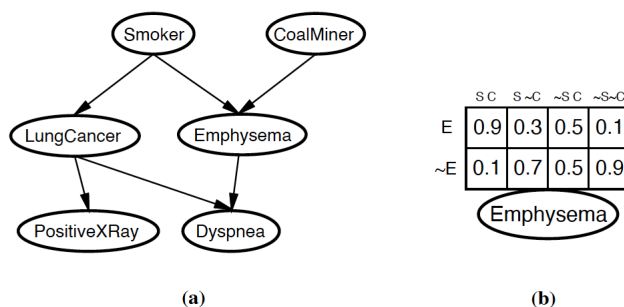 Smoker CoalMiner
LungCancer Emphysema
PositiveXRay Dyspnea
(a)
S C S ~C ~S C ~S~C
E 0.9 0.3 0.5 0.1
~E 0.1 0.7 0.5 0.9
Emphysema
(b)